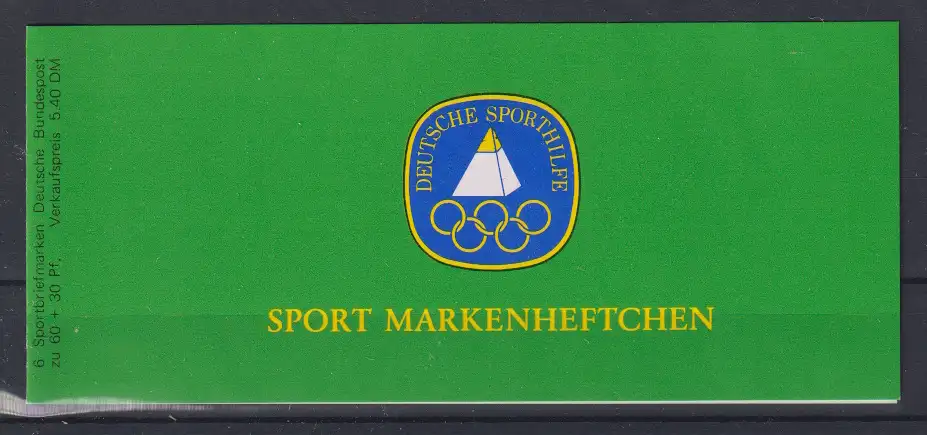 6 Sportbriefmarken Deutsche Bundespost
zu 60 + 30 Pf, Verkaufspreis 5.40 DM
DEUTSCHE SPORTHILFE
SPORT MARKENHEFTCHEN